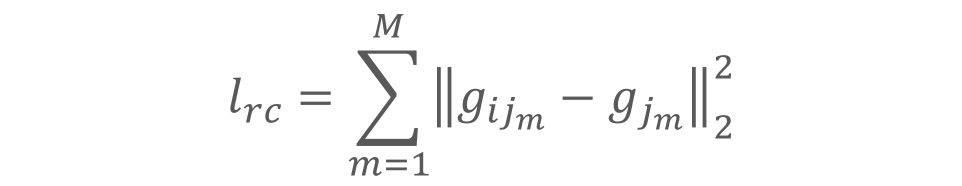 l_{rc} = \sum_{m=1}^{M} \left\| g_{ij_m} - g_{j_m} \right\|_2^2